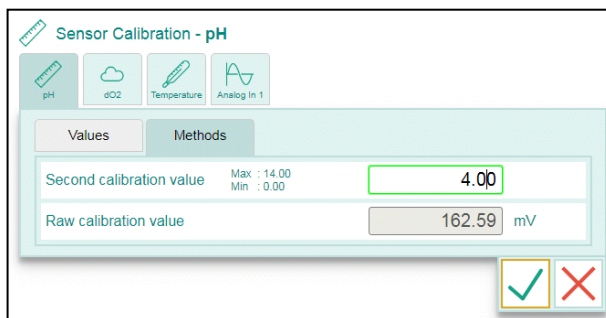 Sensor Calibration - pH
pH dO2 Temperature Analog In 1
Values Methods
Second calibration value Max : 14.00 4.00
Min : 0.00
Raw calibration value 162.59 mV